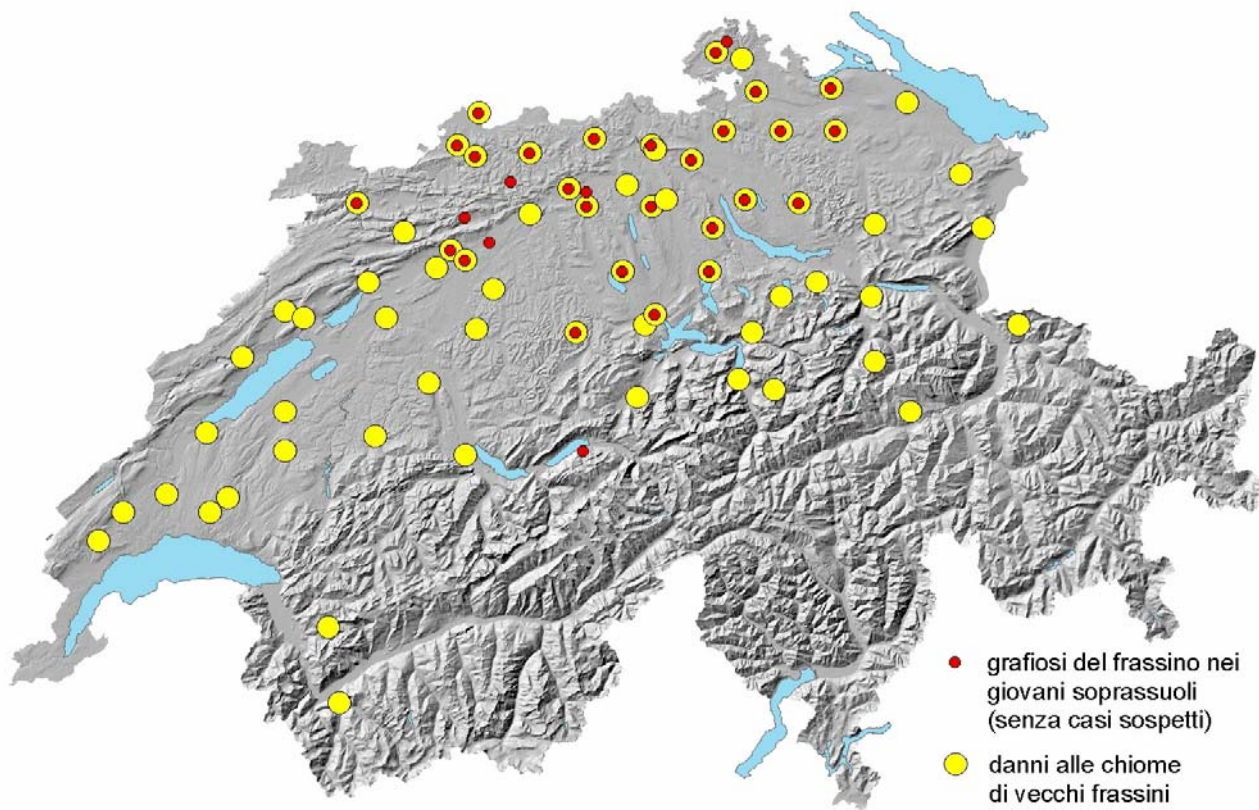 grafiosi del frassino nei
giovani soprassuoli
(senza casi sospetti)
danni alle chiome
di vecchi frassini